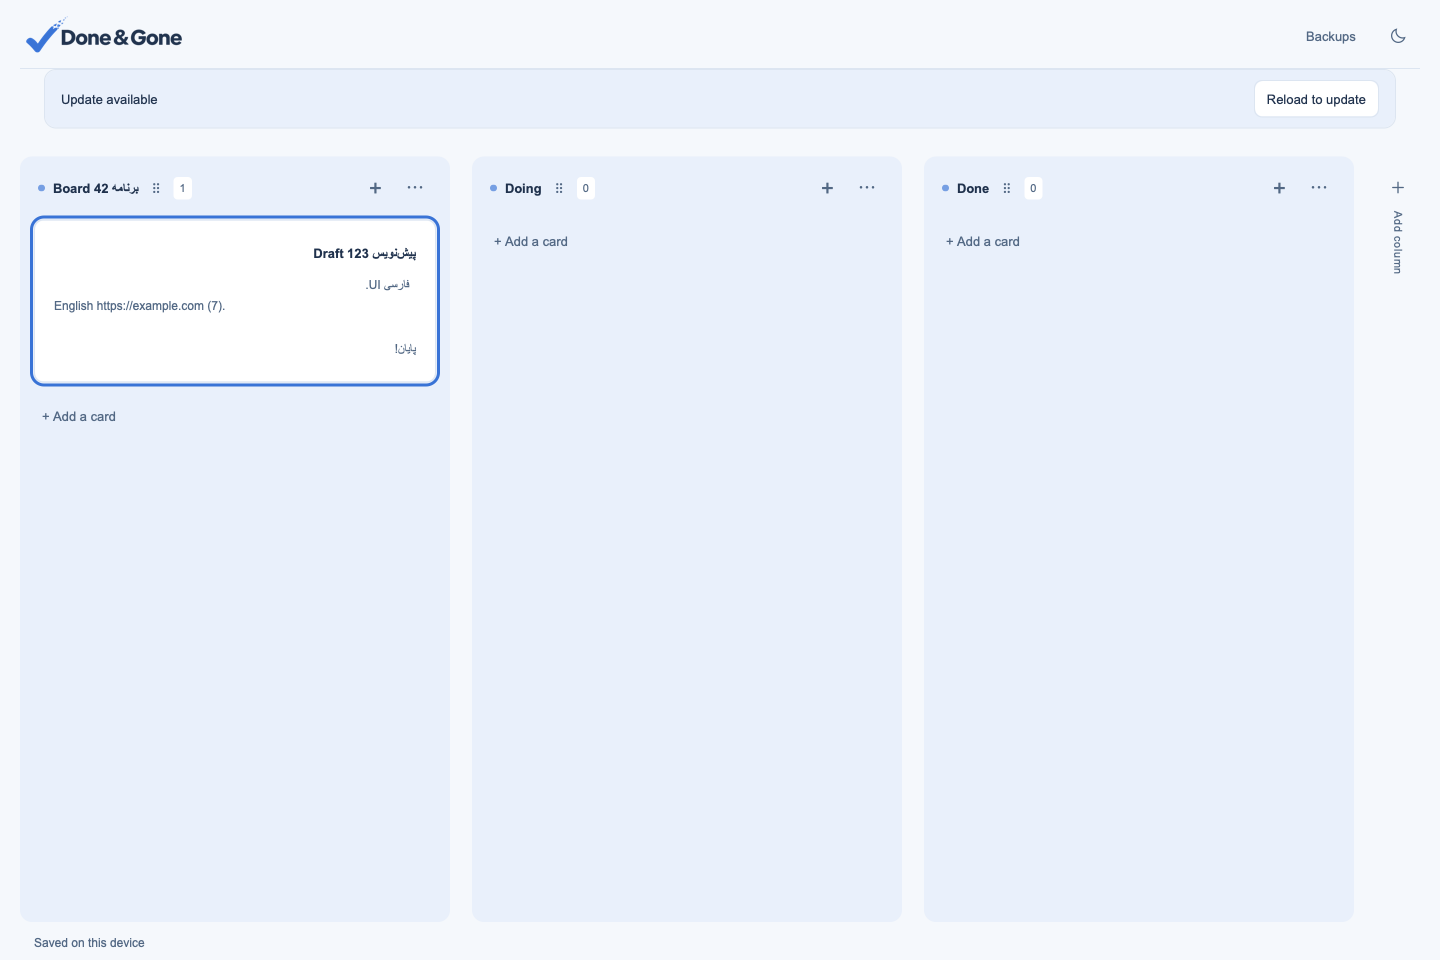 Done & Gone
Backups
Update available
Reload to update
برنامه Board 42
1
پیش‌نویس Draft 123
فارسی UI.
English https://example.com (7).
پایان!
+ Add a card
Doing
0
+ Add a card
Done
0
+ Add a card
Add column
Saved on this device